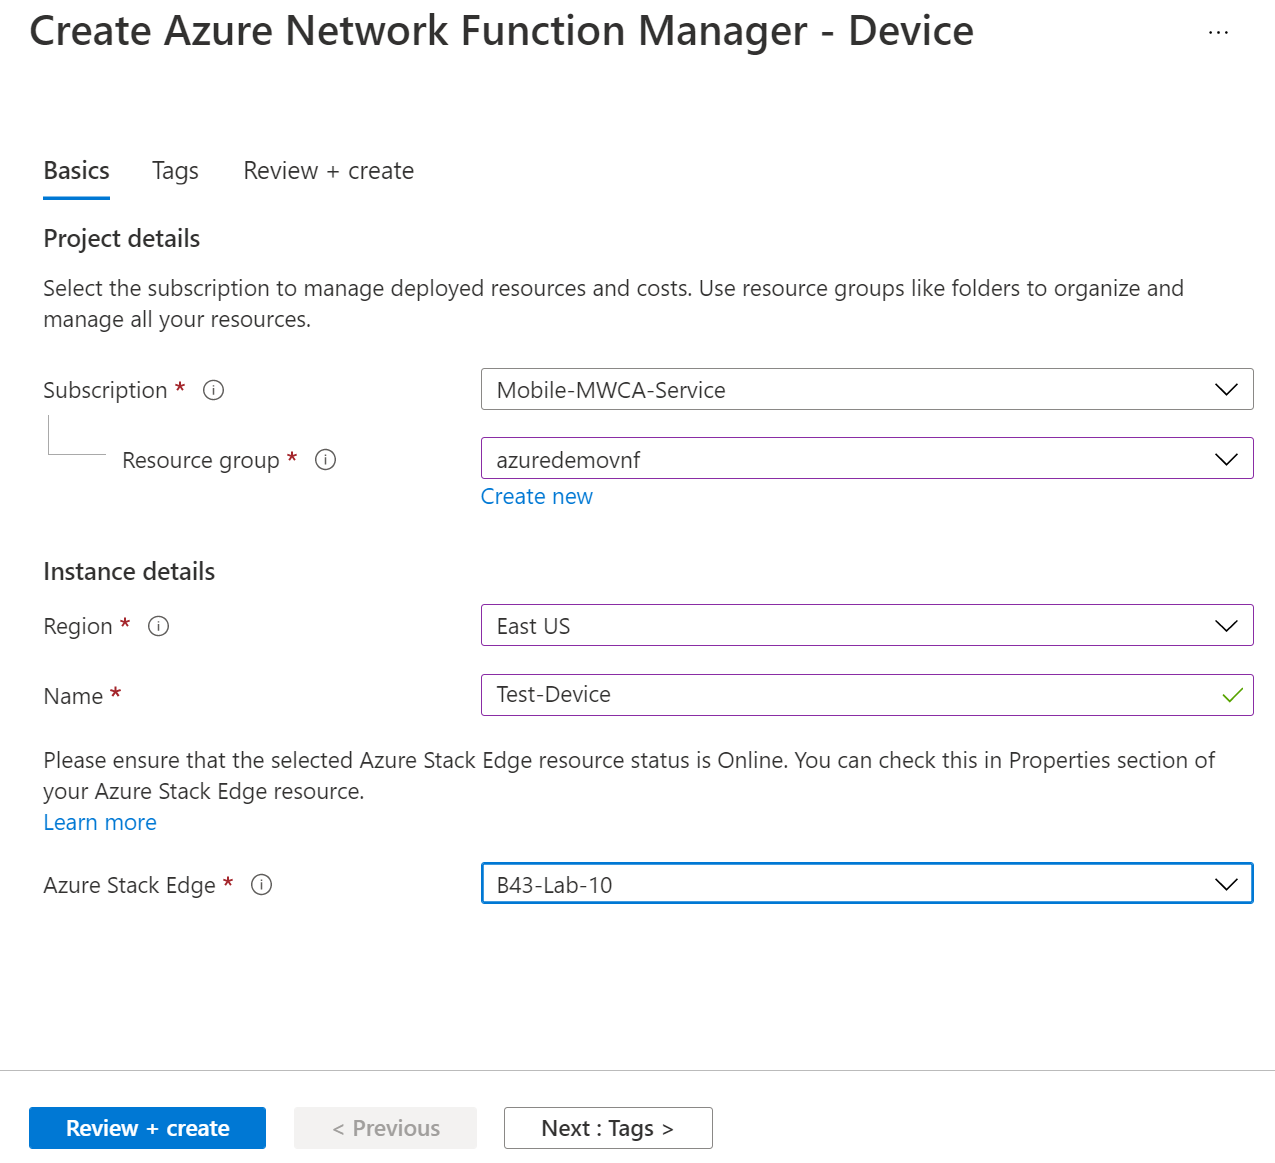 Create Azure Network Function Manager - Device
...
Basics Tags Review + create
Project details
Select the subscription to manage deployed resources and costs. Use resource groups like folders to organize and
manage all your resources.
Subscription * Mobile-MWCA-Service
Resource group * azuredemovnf
Create new
Instance details
Region * East US
Name * Test-Device
Please ensure that the selected Azure Stack Edge resource status is Online. You can check this in Properties section of
your Azure Stack Edge resource.
Learn more
Azure Stack Edge * B43-Lab-10
Review + create < Previous Next : Tags >